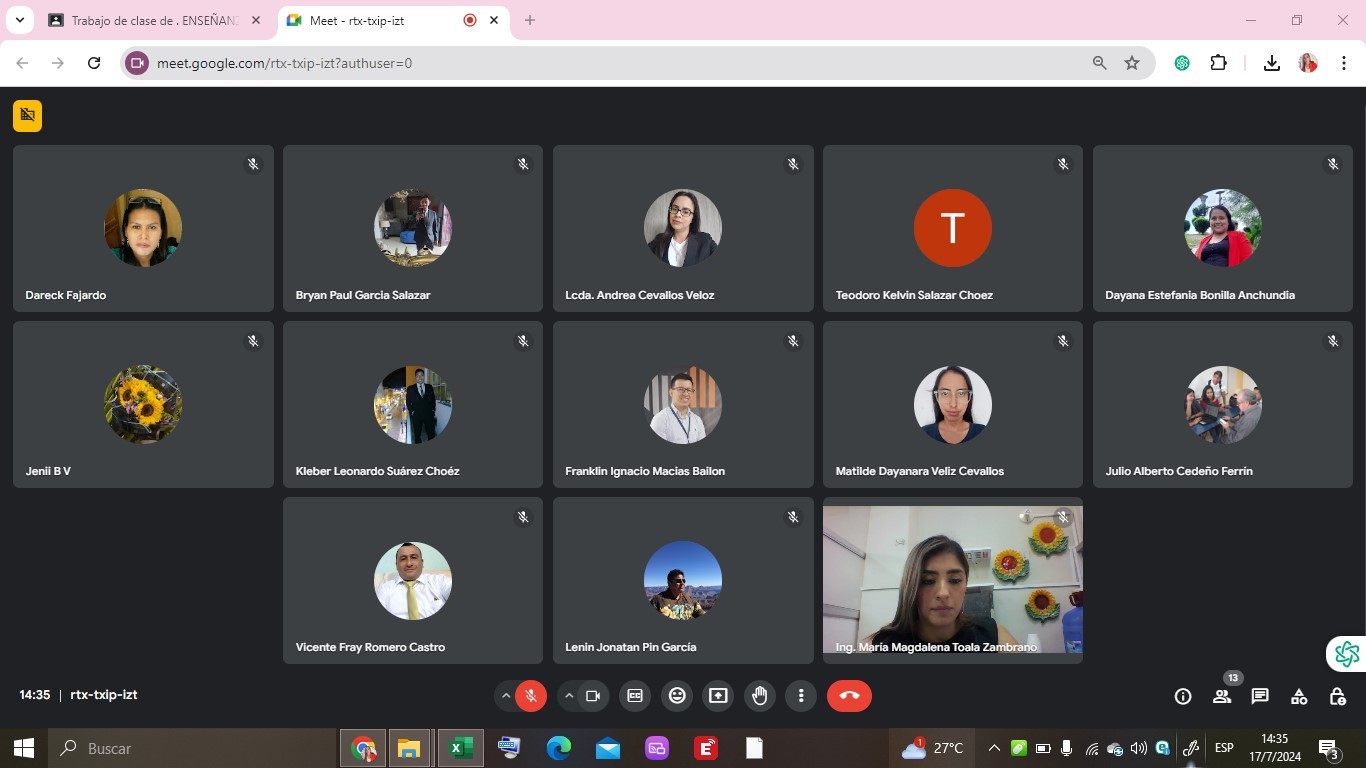 Trabajo de clase de . ENSEÑAN
Meet - rtx-txip-izt
meet.google.com/rtx-txip-izt?authuser=0
Dareck Fajardo
Bryan Paul Garcia Salazar
Lcda. Andrea Cevallos Veloz
T
Teodoro Kelvin Salazar Choez
Dayana Estefania Bonilla Anchundia
Jenii B V
Kleber Leonardo Suárez Choéz
Franklin Ignacio Macias Bailon
Matilde Dayanara Veliz Cevallos
Julio Alberto Cedeño Ferrín
Vicente Fray Romero Castro
Lenin Jonatan Pin García
Ing. María Magdalena Toala Zambrano
14:35 | rtx-txip-izt
13
Buscar
1
27°C
ESP
14:35
17/7/2024
3